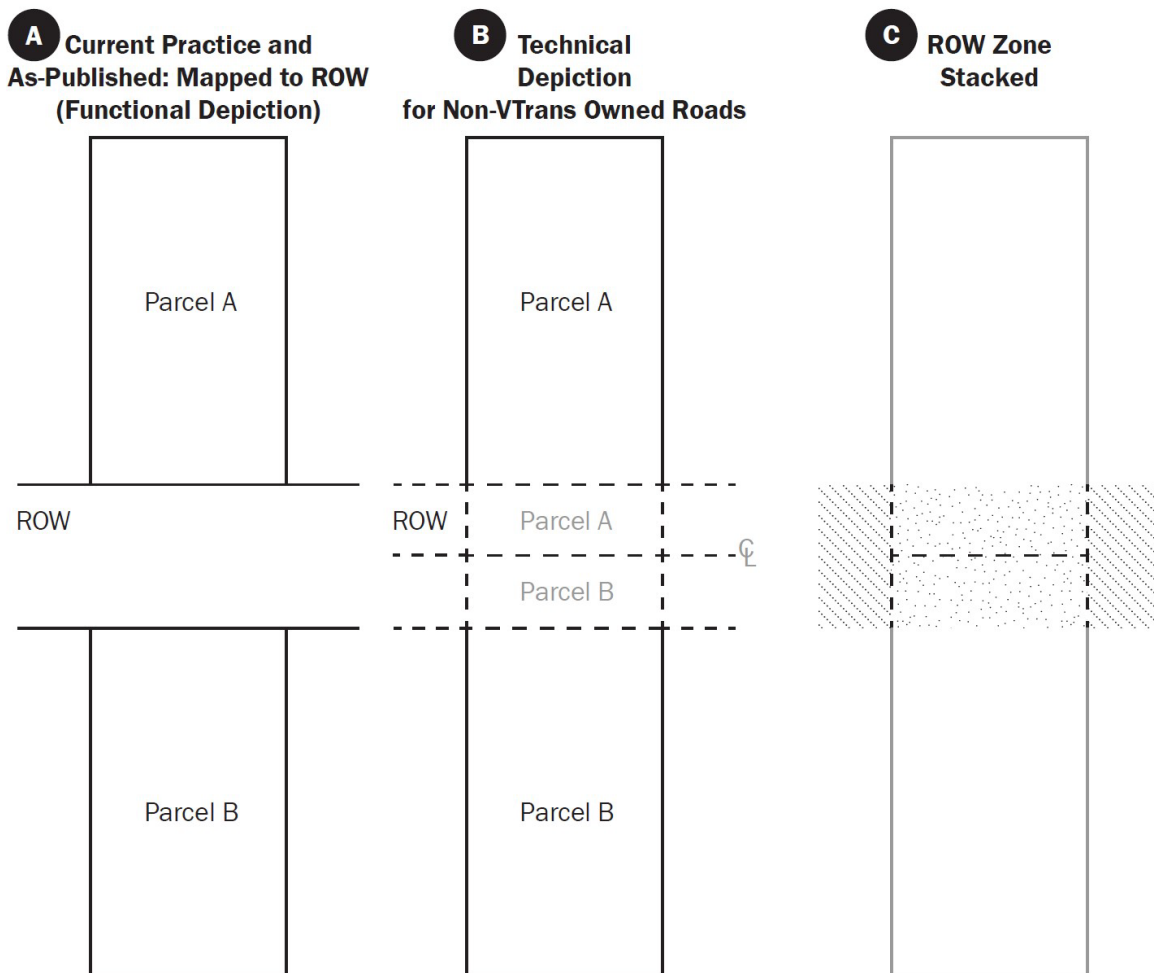 A
Current Practice and
As-Published: Mapped to ROW
(Functional Depiction)
Parcel A
ROW
Parcel B
B
Technical
Depiction
for Non-VTrans Owned Roads
Parcel A
ROW
Parcel A
℄
Parcel B
Parcel B
C
ROW Zone
Stacked